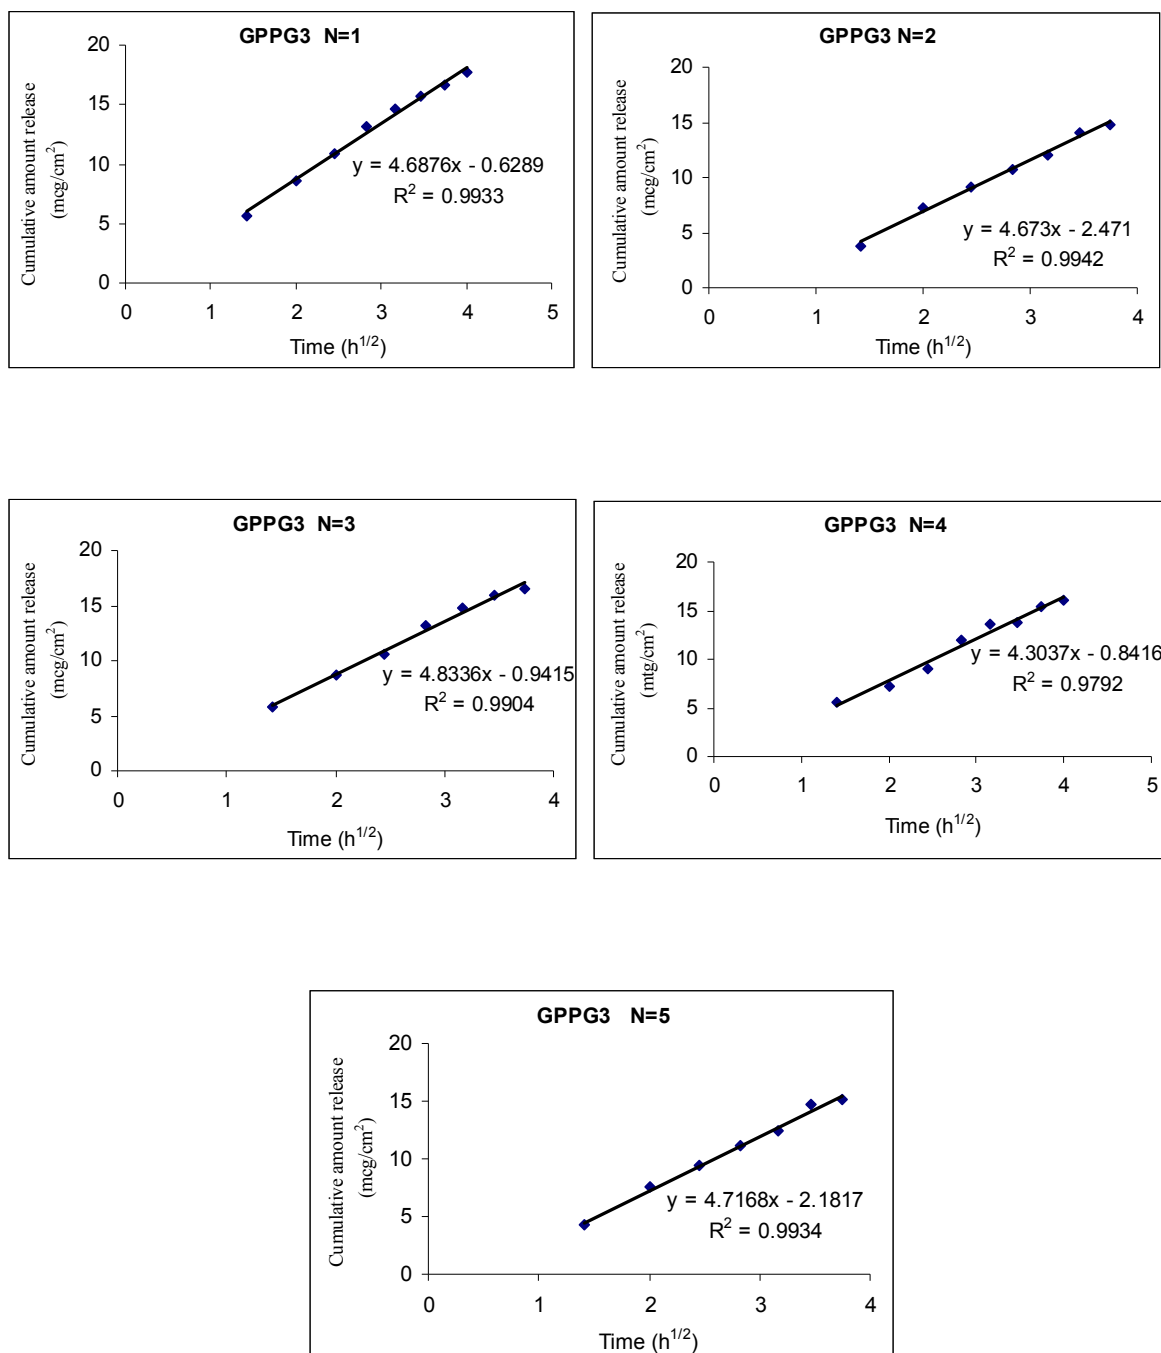 GPPG3 N=1
Cumulative amount release
(mcg/cm²)
20
15
10
5
0
y = 4.6876x - 0.6289
R² = 0.9933
0 1 2 3 4 5
Time (h^1/2)
GPPG3 N=2
Cumulative amount release
(mcg/cm²)
20
15
10
5
0
y = 4.673x - 2.471
R² = 0.9942
0 1 2 3 4
Time (h^1/2)
GPPG3 N=3
Cumulative amount release
(mcg/cm²)
20
15
10
5
0
y = 4.8336x - 0.9415
R² = 0.9904
0 1 2 3 4
Time (h^1/2)
GPPG3 N=4
Cumulative amount release
(mtg/cm²)
20
15
10
5
0
y = 4.3037x - 0.8416
R² = 0.9792
0 1 2 3 4 5
Time (h^1/2)
GPPG3 N=5
Cumulative amount release
(mcg/cm²)
20
15
10
5
0
y = 4.7168x - 2.1817
R² = 0.9934
0 1 2 3 4
Time (h^1/2)